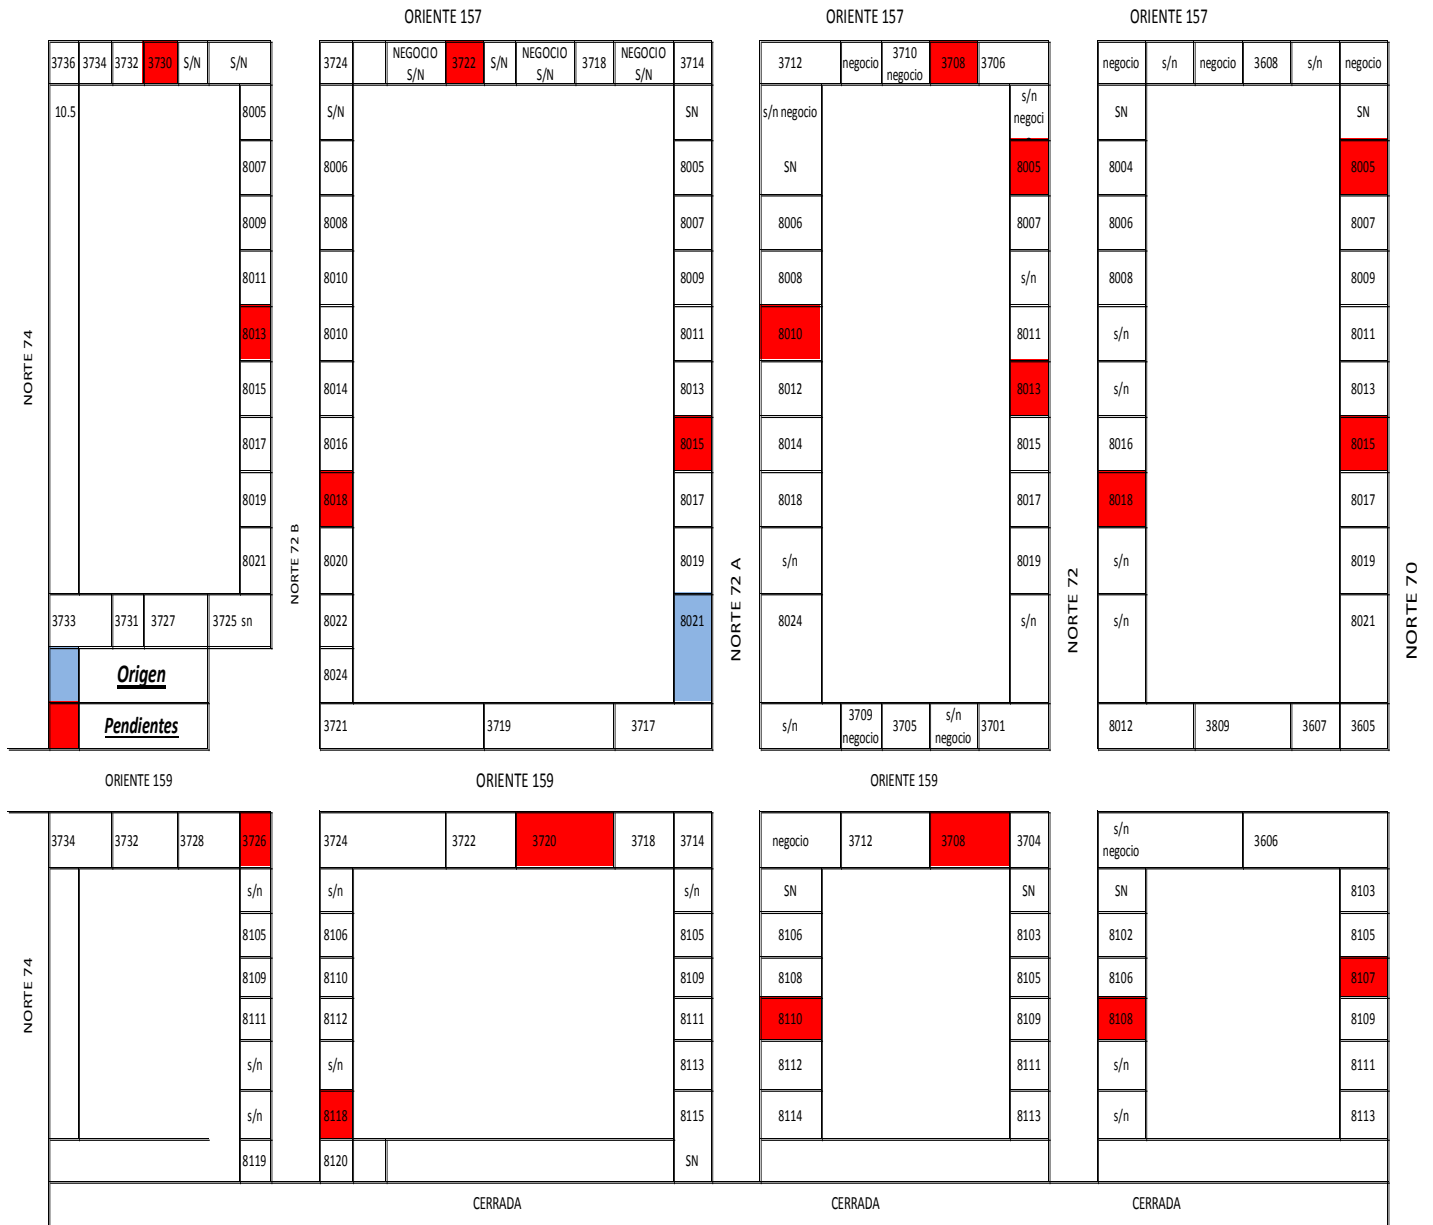 ORIENTE 157
ORIENTE 157
ORIENTE 157
3736 3734 3732 3730 S/N S/N
10.5
8005
8007
8009
8011
8013
8015
8017
8019
8021
3733 3731 3727 3725 sn
Origen
Pendientes
NORTE 74
NORTE 72 B
3724 NEGOCIO S/N 3722 S/N NEGOCIO S/N 3718 NEGOCIO S/N 3714
S/N SN
8006 8005
8008 8007
8010 8009
8010 8011
8014 8013
8016 8015
8018 8017
8020 8019
8022 8021
8024
3721 3719 3717
NORTE 72 A
3712 negocio 3710 negocio 3708 3706
s/n negocio s/n negoci
SN 8005
8006 8007
8008 s/n
8010 8011
8012 8013
8014 8015
8018 8017
s/n 8019
8024 s/n
s/n 3709 negocio 3705 s/n negocio 3701
NORTE 72
negocio s/n negocio 3608 s/n negocio
SN SN
8004 8005
8006 8007
8008 8009
s/n 8011
s/n 8013
8016 8015
8018 8017
s/n 8019
s/n 8021
8012 3809 3607 3605
NORTE 70
ORIENTE 159
ORIENTE 159
ORIENTE 159
3734 3732 3728 3726
s/n
8105
8109
8111
s/n
s/n
8119
NORTE 74
3724 3722 3720 3718 3714
s/n s/n
8106 8105
8110 8109
8112 8111
s/n 8113
8118 8115
8120 SN
negocio 3712 3708 3704
SN SN
8106 8103
8108 8105
8110 8109
8112 8111
8114 8113
s/n negocio 3606
SN 8103
8102 8105
8106 8107
8108 8109
s/n 8111
s/n 8113
CERRADA
CERRADA
CERRADA